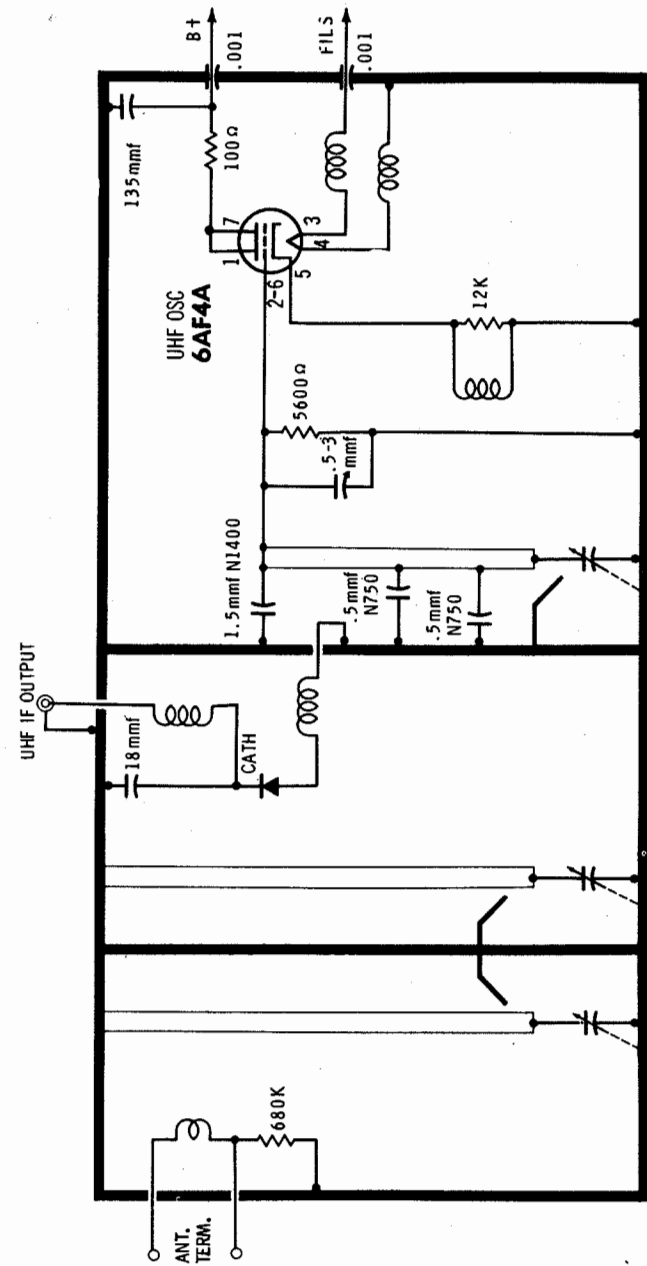 B+
.001
FILS
.001
135mmf
100Ω
7
1
3
4
5
2-6
UHF OSC
6AF4A
12K
5600Ω
.5-3
mmf
1.5mmf N1400
.5mmf
N750
.5mmf
N750
UHF IF OUTPUT
18mmf
CATH
680K
ANT.
TERM.